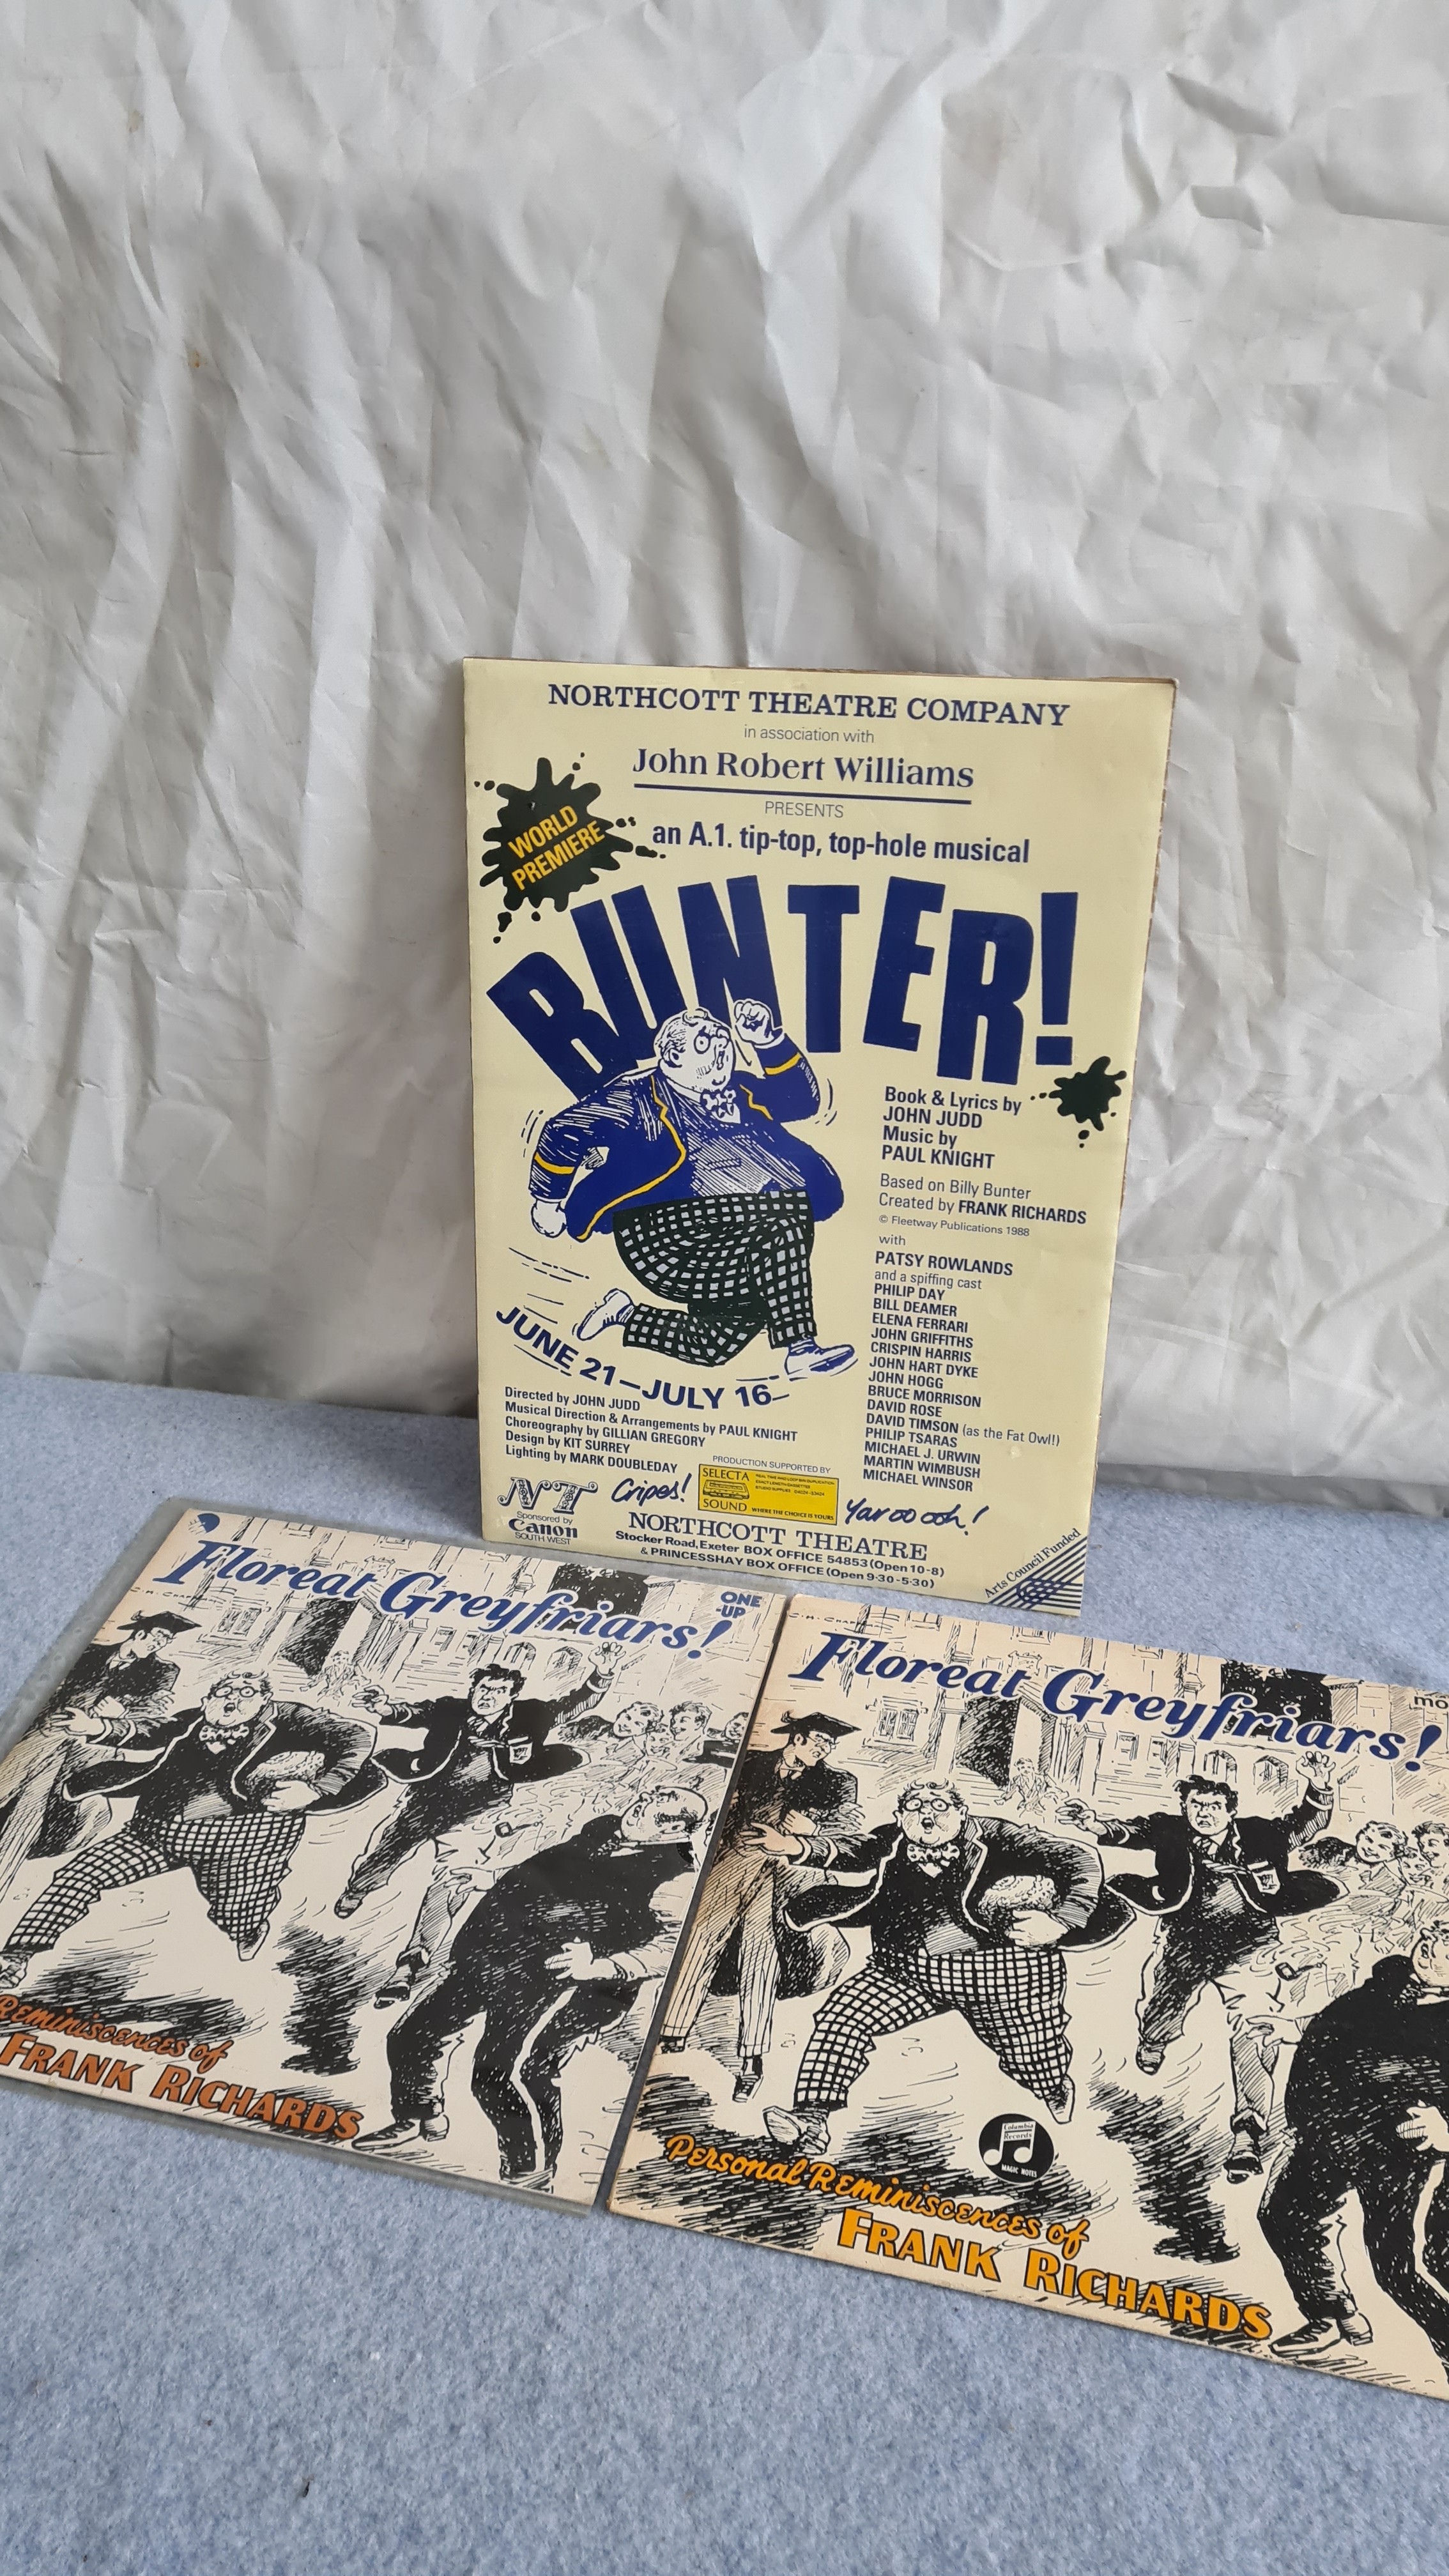 NORTHCOTT THEATRE COMPANY
in association with
John Robert Williams
PRESENTS
an A.1. tip-top, top-hole musical
WORLD
PREMIERE
BUNTER!
Book & Lyrics by
JOHN JUDD
Music by
PAUL KNIGHT
Based on Billy Bunter
Created by FRANK RICHARDS
© Fleetway Publications 1988
with
PATSY ROWLANDS
and a spiffing cast
PHILIP DAY
BILL DEAMER
ELENA FERRARI
JOHN GRIFFITHS
CRISPIN HARRIS
JOHN HART DYKE
JOHN HOGG
BRUCE MORRISON
DAVID ROSE
DAVID TIMSON (as the Fat Owl!)
PHILIP TSARAS
MICHAEL J. URWIN
MARTIN WIMBUSH
MICHAEL WINSOR
JUNE 21–JULY 16
Directed by JOHN JUDD
Musical Direction & Arrangements by PAUL KNIGHT
Choreography by GILLIAN GREGORY
Design by KIT SURREY
Lighting by MARK DOUBLEDAY
PRODUCTION SUPPORTED BY
SELECTA
SOUND WHERE THE CHOICE IS YOURS
NT
Sponsored by
Canon
SOUTH WEST
Cripes!
Yaroo ooh!
NORTHCOTT THEATRE
Stocker Road, Exeter BOX OFFICE 54853 (Open 10-8)
& PRINCESSHAY BOX OFFICE (Open 9·30-5·30)
Arts Council Funded
Floreat Greyfriars!
ONE
-UP
Reminiscences of
FRANK RICHARDS
Floreat Greyfriars!
mo
Columbia
Records
MAGIC NOTES
Personal Reminiscences of
FRANK RICHARDS